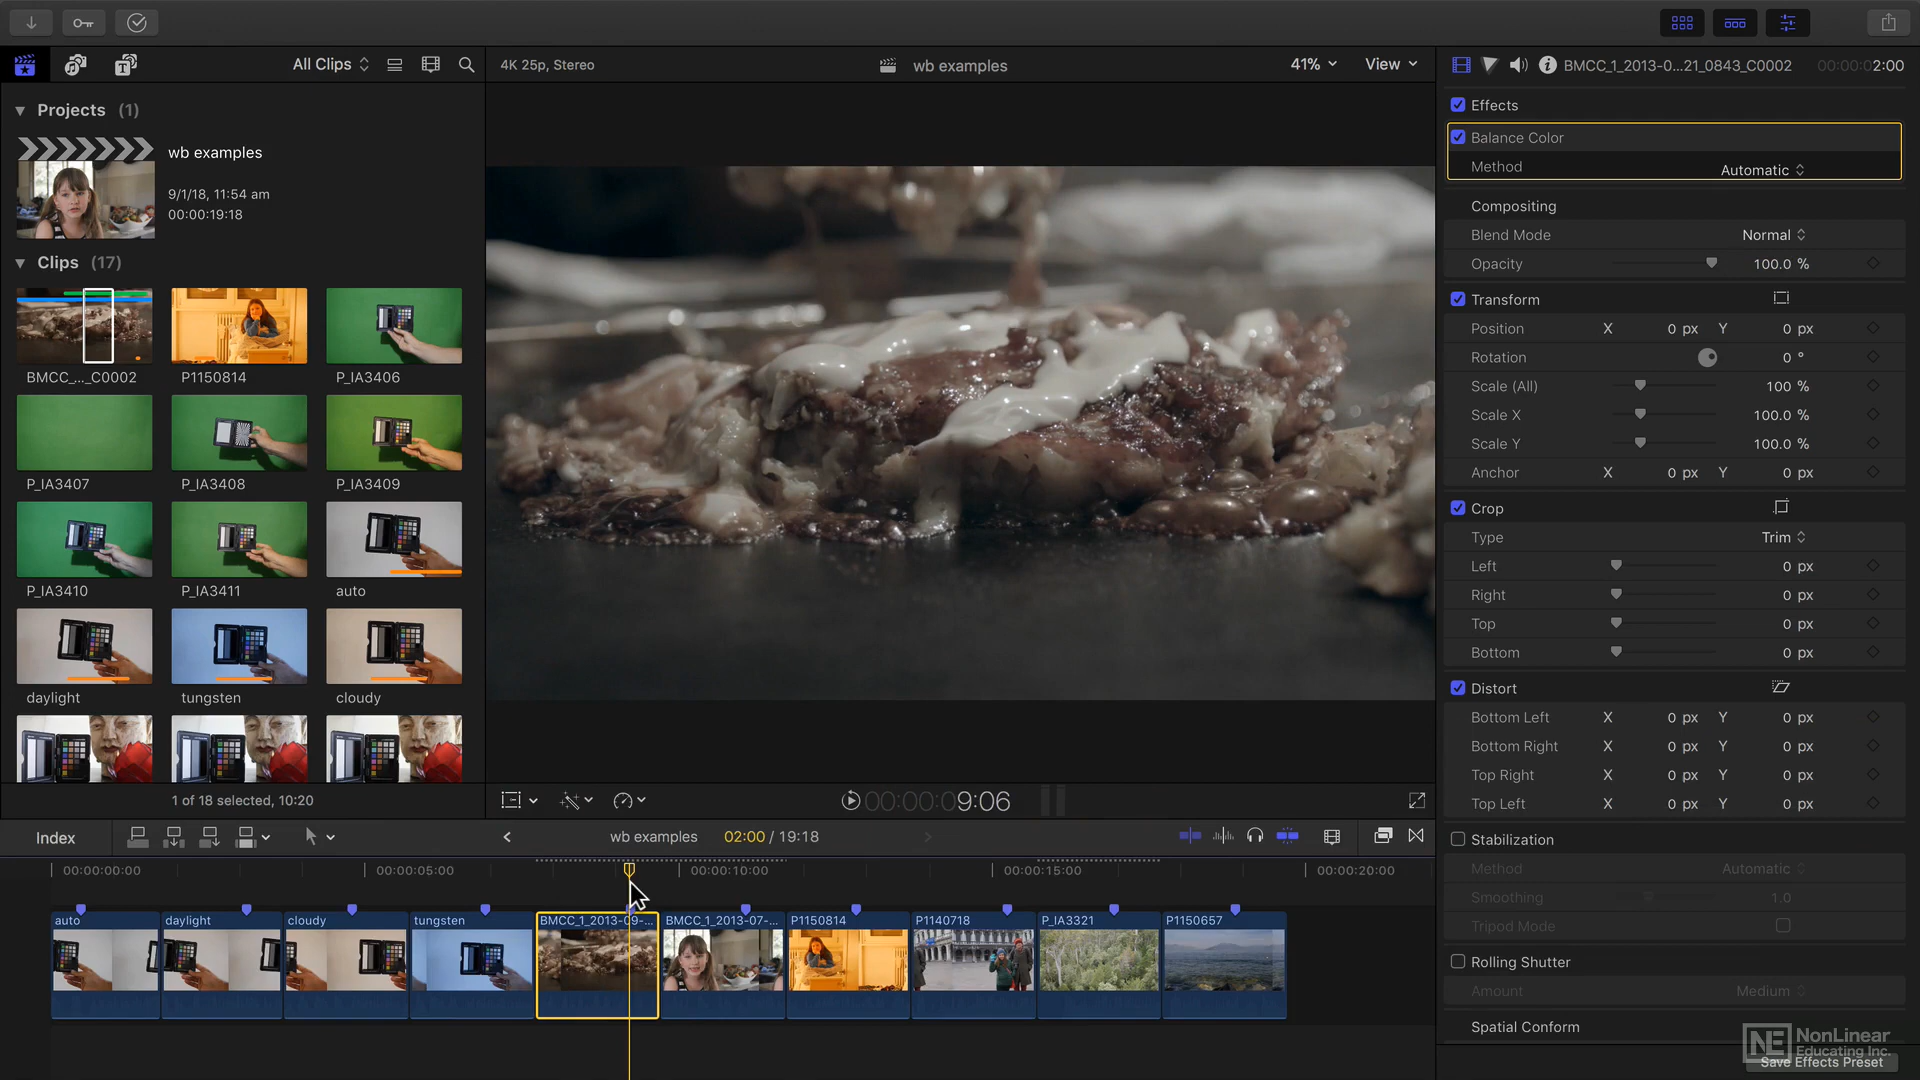 All Clips
4K 25p, Stereo
wb examples
41%
View
BMCC_1_2013-0...21_0843_C0002
00:00:02:00
Projects (1)
wb examples
9/1/18, 11:54 am
00:00:19:18
Clips (17)
BMCC_..._C0002
P1150814
P_IA3406
P_IA3407
P_IA3408
P_IA3409
P_IA3410
P_IA3411
auto
daylight
tungsten
cloudy
1 of 18 selected, 10:20
00:00:09:06
Effects
Balance Color
Method
Automatic
Compositing
Blend Mode
Normal
Opacity
100.0 %
Transform
Position X 0 px Y 0 px
Rotation 0 °
Scale (All) 100 %
Scale X 100.0 %
Scale Y 100.0 %
Anchor X 0 px Y 0 px
Crop
Type Trim
Left 0 px
Right 0 px
Top 0 px
Bottom 0 px
Distort
Bottom Left X 0 px Y 0 px
Bottom Right X 0 px Y 0 px
Top Right X 0 px Y 0 px
Top Left X 0 px Y 0 px
Stabilization
Method Automatic
Smoothing 1.0
Tripod Mode
Rolling Shutter
Amount Medium
Spatial Conform
Save Effects Preset
NE NonLinear
Educating Inc.
Index
wb examples
02:00 / 19:18
00:00:00:00
00:00:05:00
00:00:10:00
00:00:15:00
00:00:20:00
auto
daylight
cloudy
tungsten
BMCC_1_2013-09-...
BMCC_1_2013-07-...
P1150814
P1140718
P_IA3321
P1150657